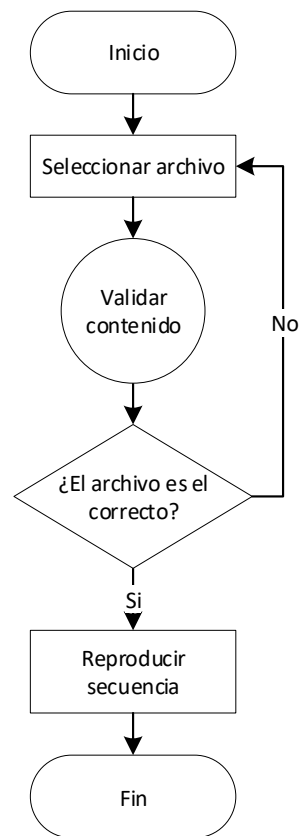 Inicio
Seleccionar archivo
Validar
contenido
No
¿El archivo es el
correcto?
Si
Reproducir
secuencia
Fin